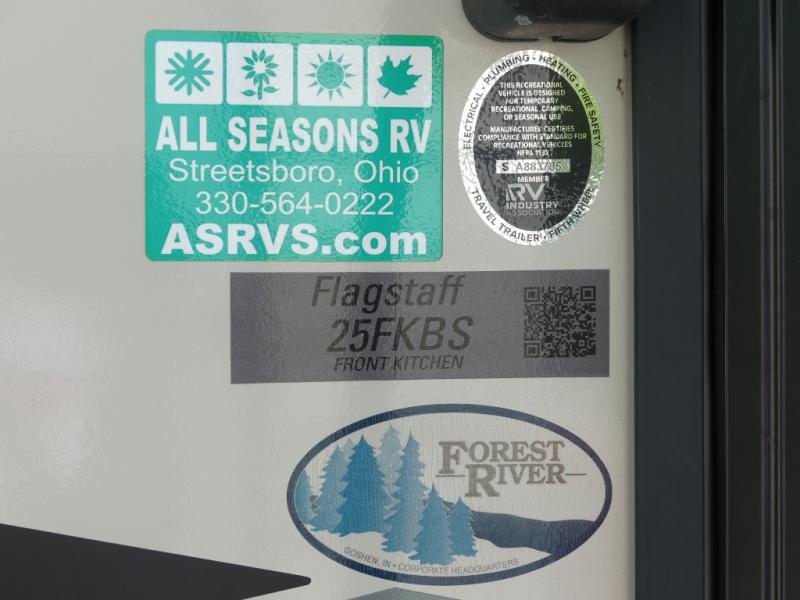 ALL SEASONS RV
Streetsboro, Ohio
330-564-0222
ASRVS.com
ELECTRICAL - PLUMBING - HEATING - FIRE SAFETY
THIS RECREATIONAL
VEHICLE IS DESIGNED
FOR TEMPORARY
RECREATIONAL, CAMPING,
OR SEASONAL USE
MANUFACTURER CERTIFIES
COMPLIANCE WITH STANDARD FOR
RECREATIONAL VEHICLES
NFPA 1192
S A883785
MEMBER
RV
INDUSTRY
ASSOCIATION
TRAVEL TRAILER - FIFTH WHEEL
Flagstaff
25FKBS
FRONT KITCHEN
FOREST
RIVER
GOSHEN, IN • CORPORATE HEADQUARTERS